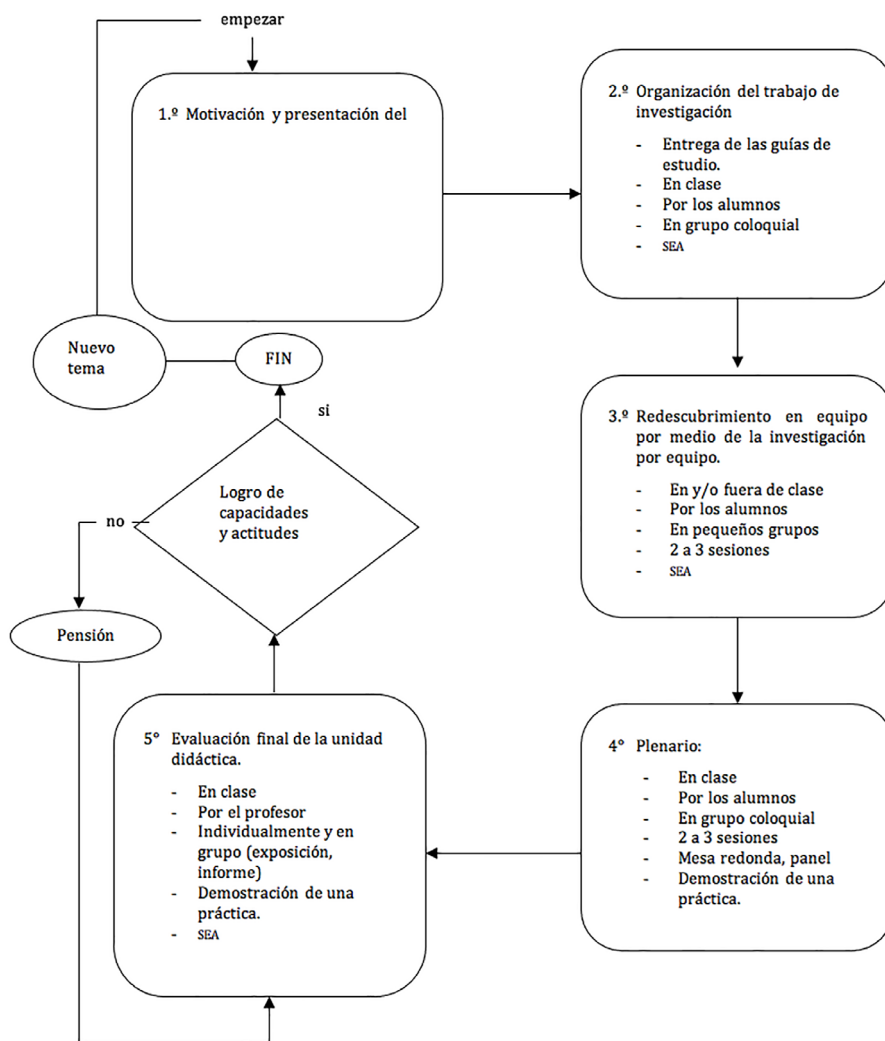 empezar
1.º Motivación y presentación del
2.º Organización del trabajo de
investigación
- Entrega de las guías de
estudio.
- En clase
- Por los alumnos
- En grupo coloquial
- SEA
3.º Redescubrimiento en equipo
por medio de la investigación
por equipo.
- En y/o fuera de clase
- Por los alumnos
- En pequeños grupos
- 2 a 3 sesiones
- SEA
4° Plenario:
- En clase
- Por los alumnos
- En grupo coloquial
- 2 a 3 sesiones
- Mesa redonda, panel
- Demostración de una
práctica.
5° Evaluación final de la unidad
didáctica.
- En clase
- Por el profesor
- Individualmente y en
grupo (exposición,
informe)
- Demostración de una
práctica.
- SEA
Logro de
capacidades
y actitudes
si
FIN
Nuevo
tema
no
Pensión